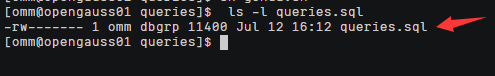 [omm@opengauss01 queries]$  ls -l queries.sql
-rw------- 1 omm dbgrp 11400 Jul 12 16:12 queries.sql
[omm@opengauss01 queries]$